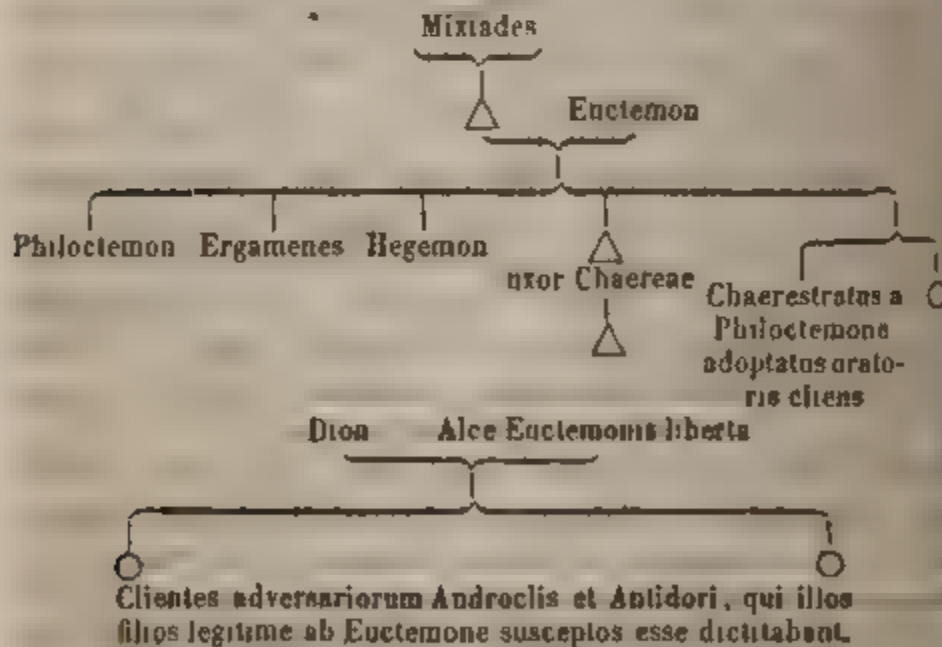 Mixiades
Euctemon
Philoctemon Ergamenes Hegemon
uxor Chaereae
Chaerestratus a
Philoctemone
adoptatus orato-
ris cliens
Dion Alce Euctemonis liberta
Clientes adversariorum Androclis et Antidori, qui illos
filios legitime ab Euctemone susceptos esse dictitabant.